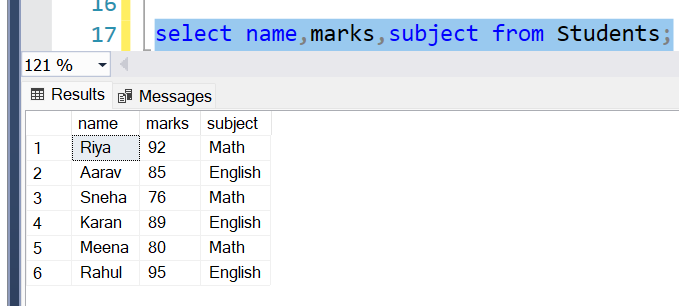 16
17 select name,marks,subject from Students;
121 %
Results Messages
name marks subject
1 Riya 92 Math
2 Aarav 85 English
3 Sneha 76 Math
4 Karan 89 English
5 Meena 80 Math
6 Rahul 95 English